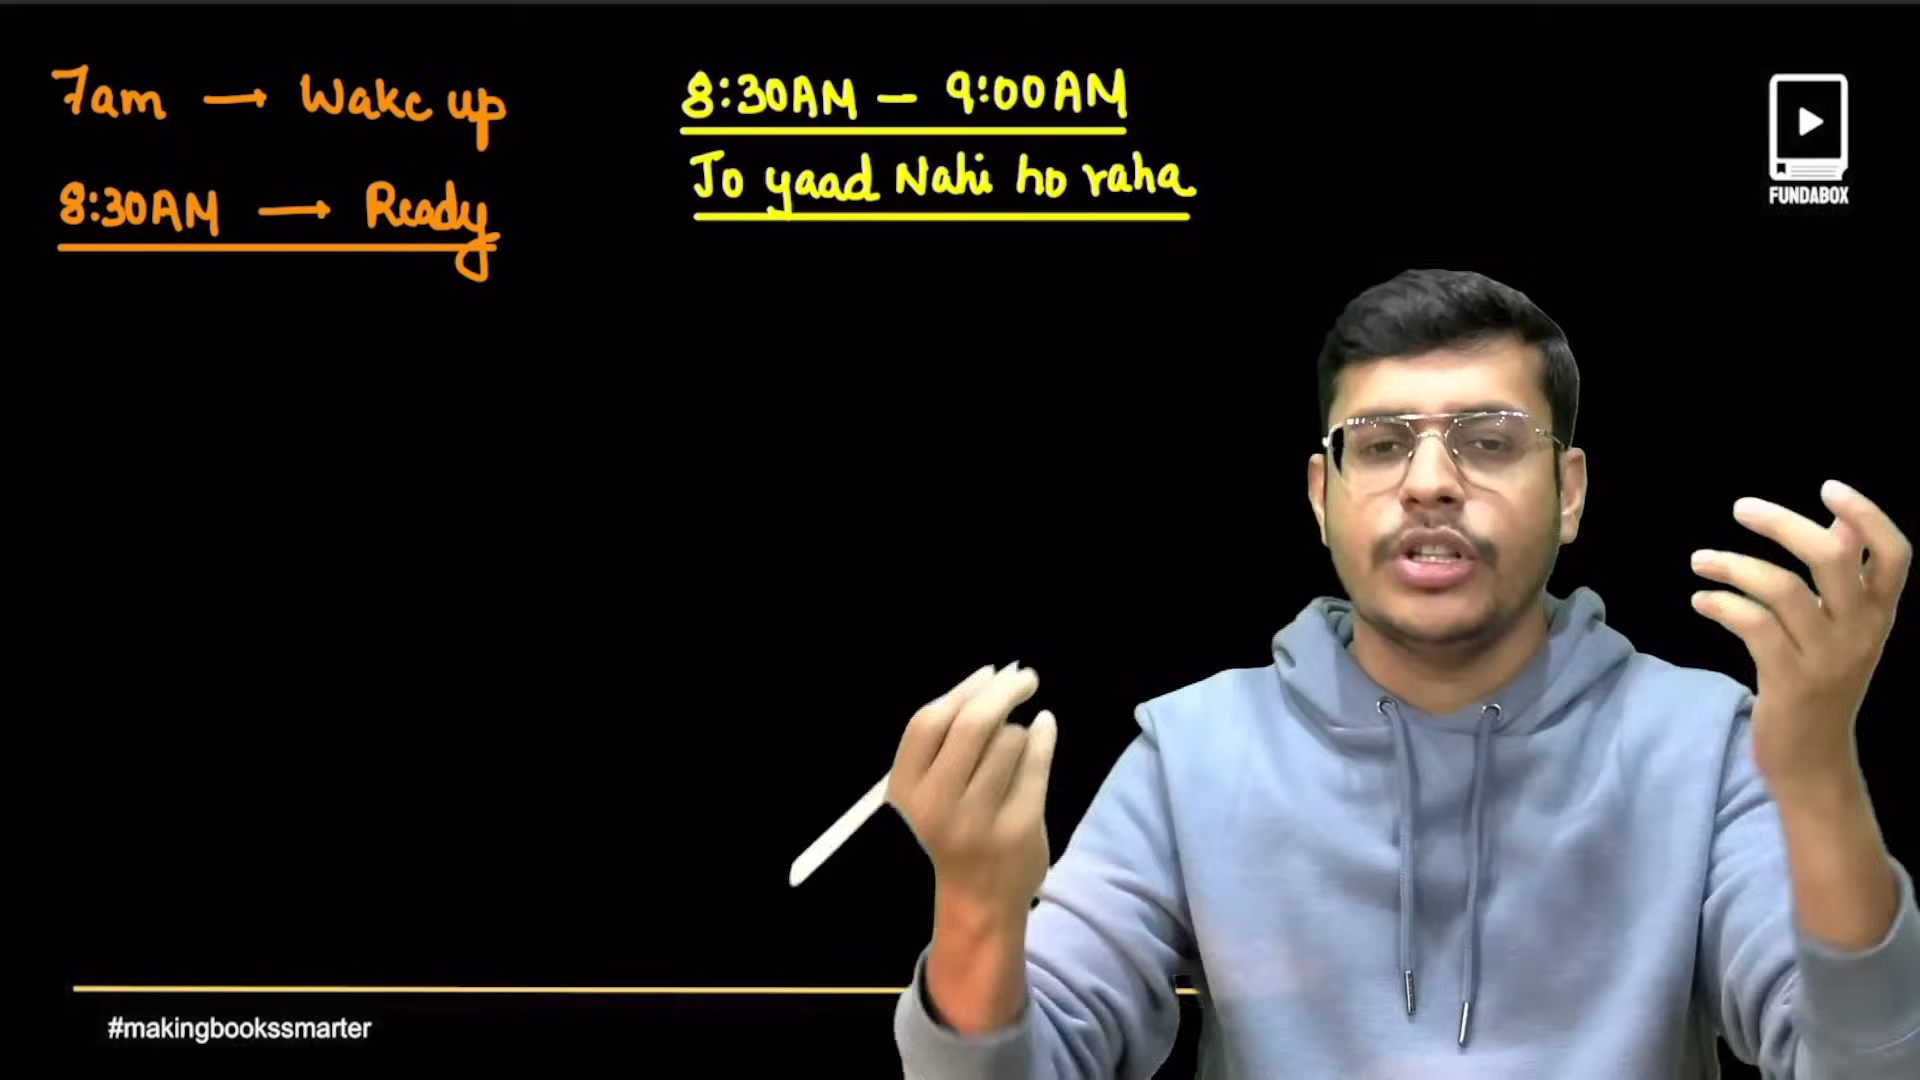 7am → Wake up
8:30AM → Ready
8:30AM – 9:00AM
Jo yaad Nahi ho raha
FUNDABOX
#makingbookssmarter